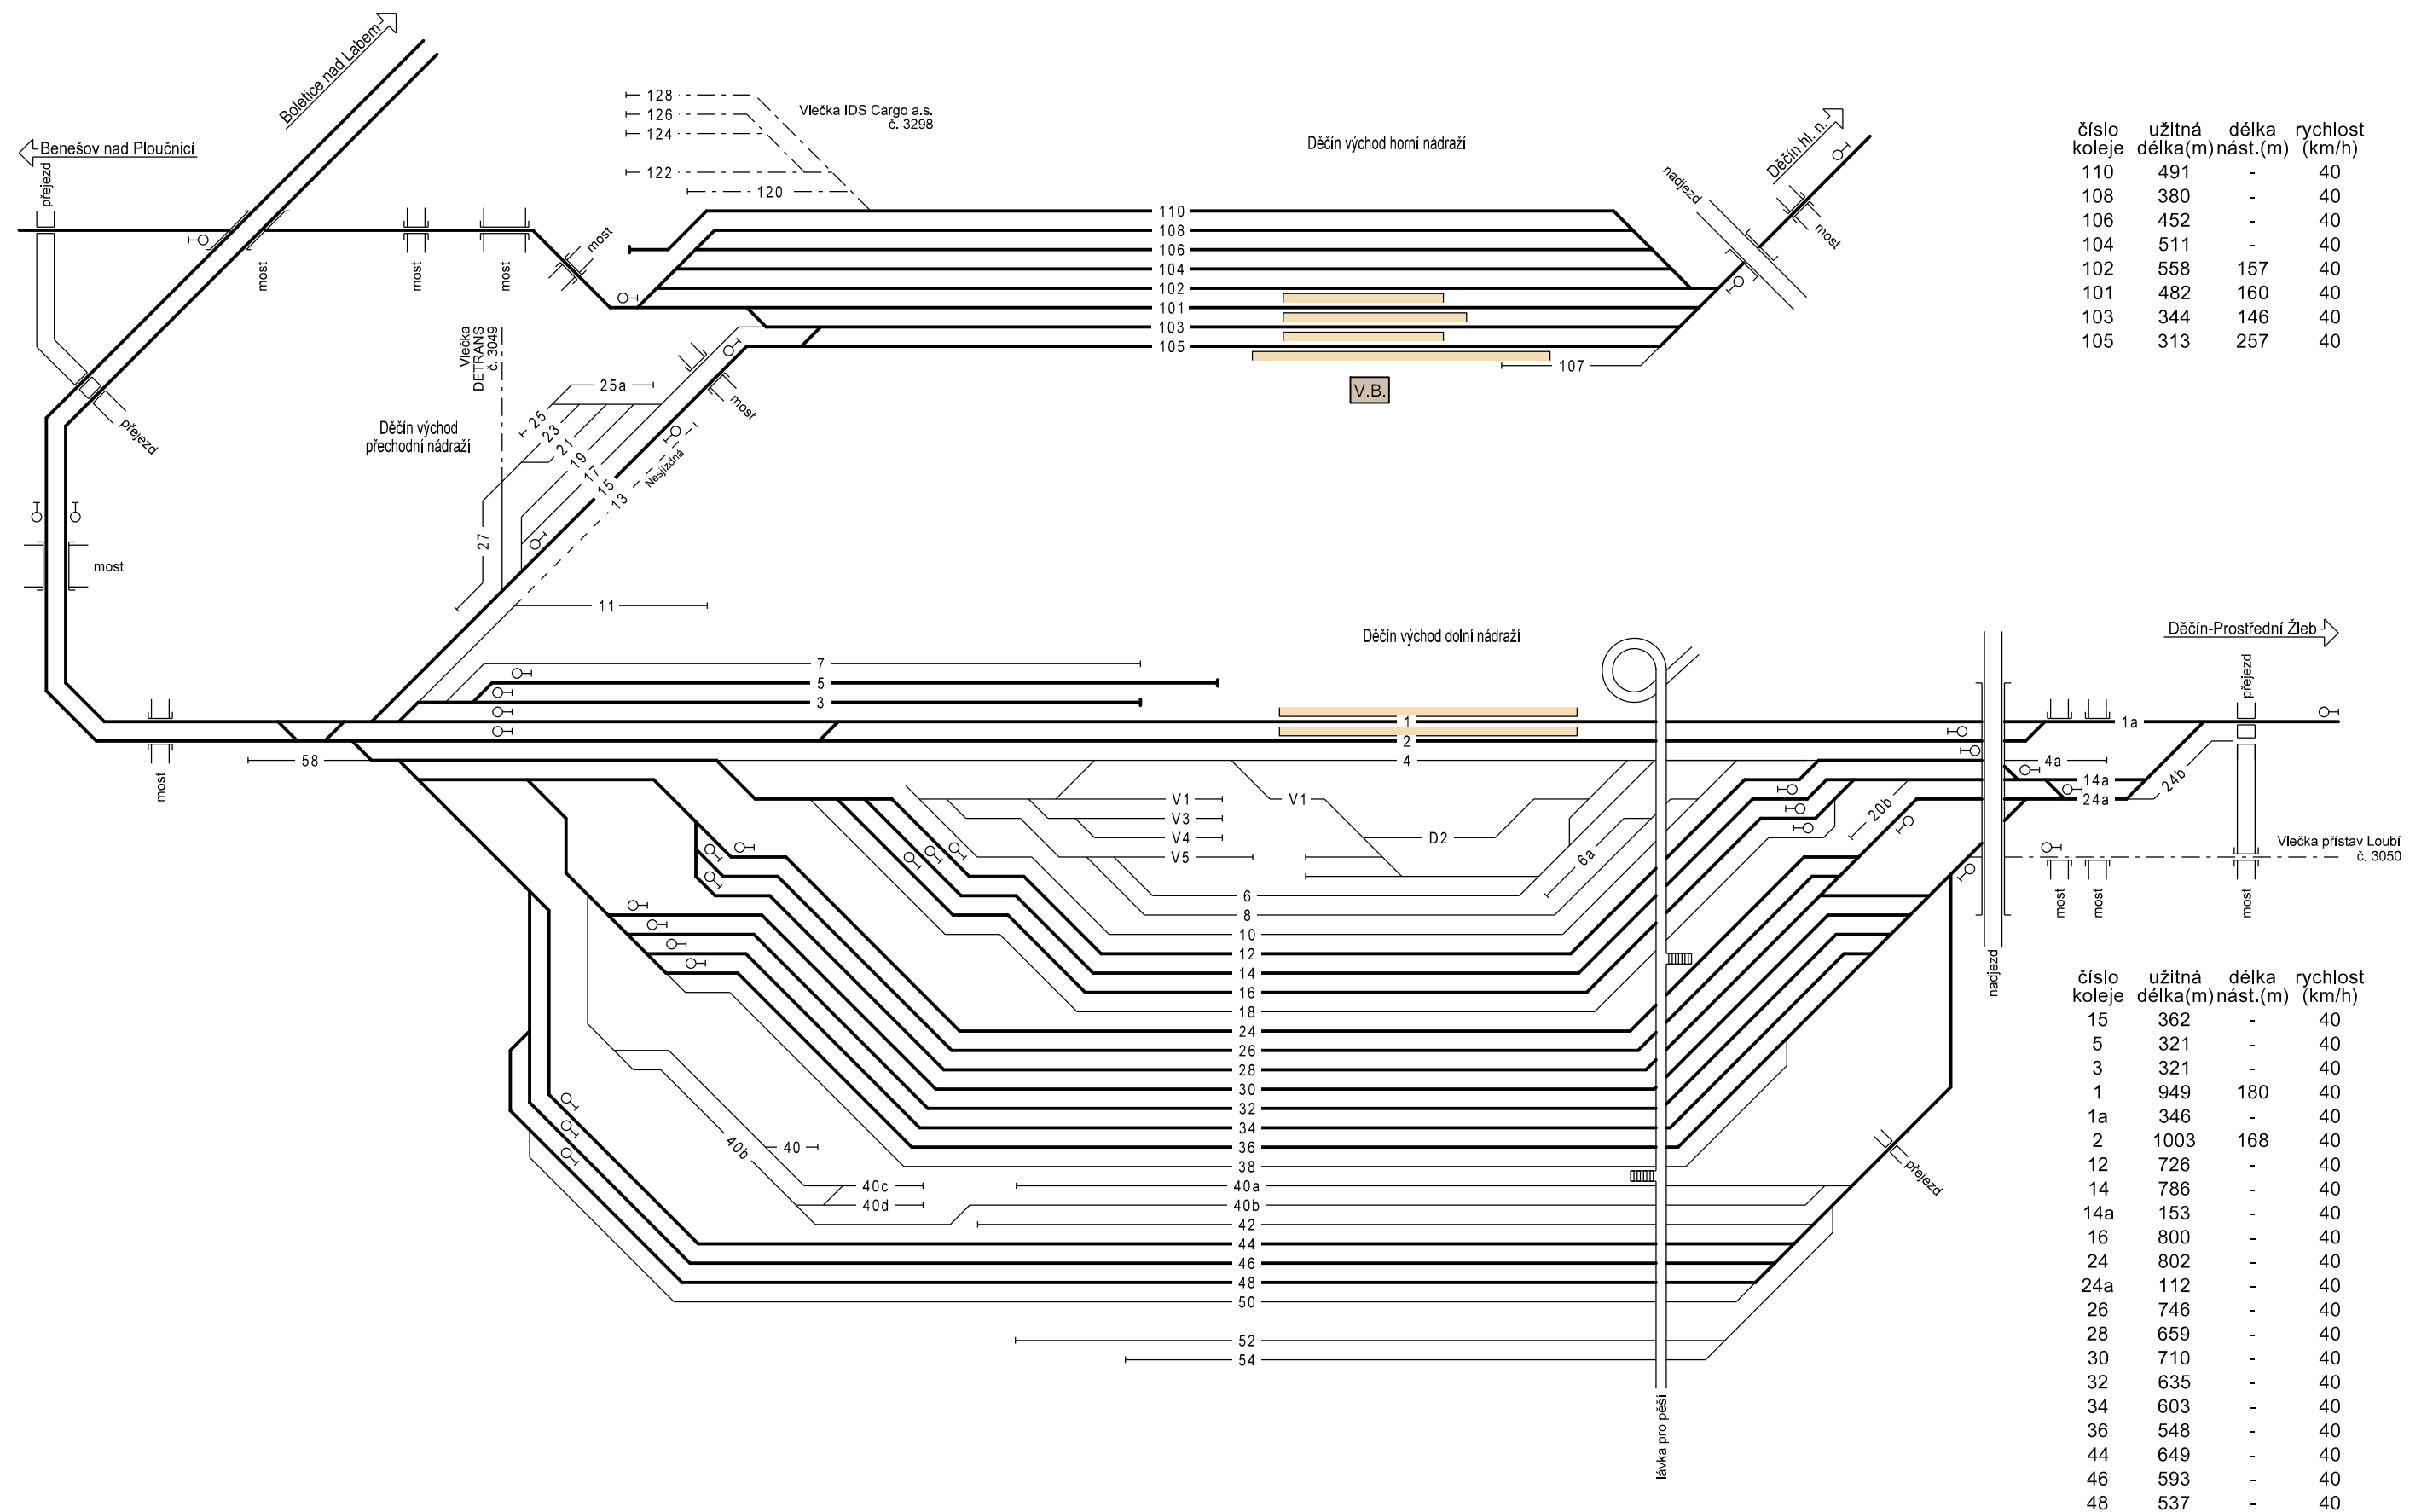 Boletice nad Labem
Benešov nad Ploučnicí
přejezd
128
126
124
122
120
Vlečka IDS Cargo a.s.
č. 3298
Děčín východ horní nádraží
Děčín hl. n.
nadjezd
most
most
most
most
most
přejezd
110
108
106
104
102
101
103
105
107
V.B.
most
Vlečka
DETRANS
č. 3049
Děčín východ
přechodní nádraží
25a
25
23
21
19
17
15
13
Nesjízdná
27
11
most
číslo užitná délka rychlost
koleje délka(m) nást.(m) (km/h)
110 491 - 40
108 380 - 40
106 452 - 40
104 511 - 40
102 558 157 40
101 482 160 40
103 344 146 40
105 313 257 40
Děčín východ dolní nádraží
Děčín-Prostřední Žleb
přejezd
7
5
3
1
1a
2
58
4
4a
14a
24a
24b
20b
V1
V1
V3
V4
V5
D2
6a
6
8
10
12
14
16
18
24
26
28
30
32
34
36
38
40
40b
40c
40d
40a
40b
42
44
46
48
50
52
54
most
most
most
most
nadjezd
přejezd
lávka pro pěší
Vlečka přístav Loubí
č. 3050
číslo užitná délka rychlost
koleje délka(m) nást.(m) (km/h)
15 362 - 40
5 321 - 40
3 321 - 40
1 949 180 40
1a 346 - 40
2 1003 168 40
12 726 - 40
14 786 - 40
14a 153 - 40
16 800 - 40
24 802 - 40
24a 112 - 40
26 746 - 40
28 659 - 40
30 710 - 40
32 635 - 40
34 603 - 40
36 548 - 40
44 649 - 40
46 593 - 40
48 537 - 40